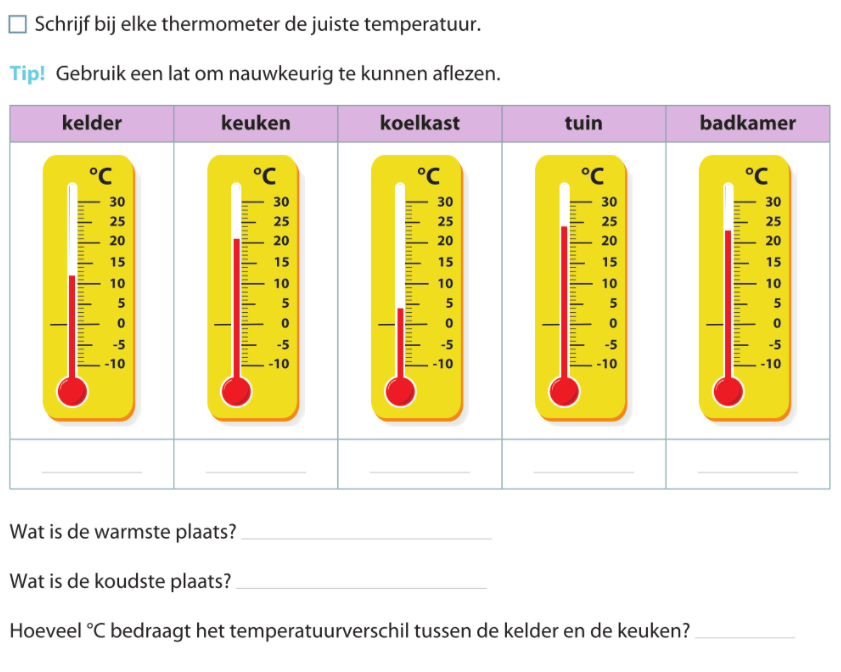 Schrijf bij elke thermometer de juiste temperatuur.
Tip! Gebruik een lat om nauwkeurig te kunnen aflezen.
kelder keuken koelkast tuin badkamer
°C °C °C °C °C
30 30 30 30 30
25 25 25 25 25
20 20 20 20 20
15 15 15 15 15
10 10 10 10 10
5 5 5 5 5
0 0 0 0 0
-5 -5 -5 -5 -5
-10 -10 -10 -10 -10
Wat is de warmste plaats?
Wat is de koudste plaats?
Hoeveel °C bedraagt het temperatuurverschil tussen de kelder en de keuken?